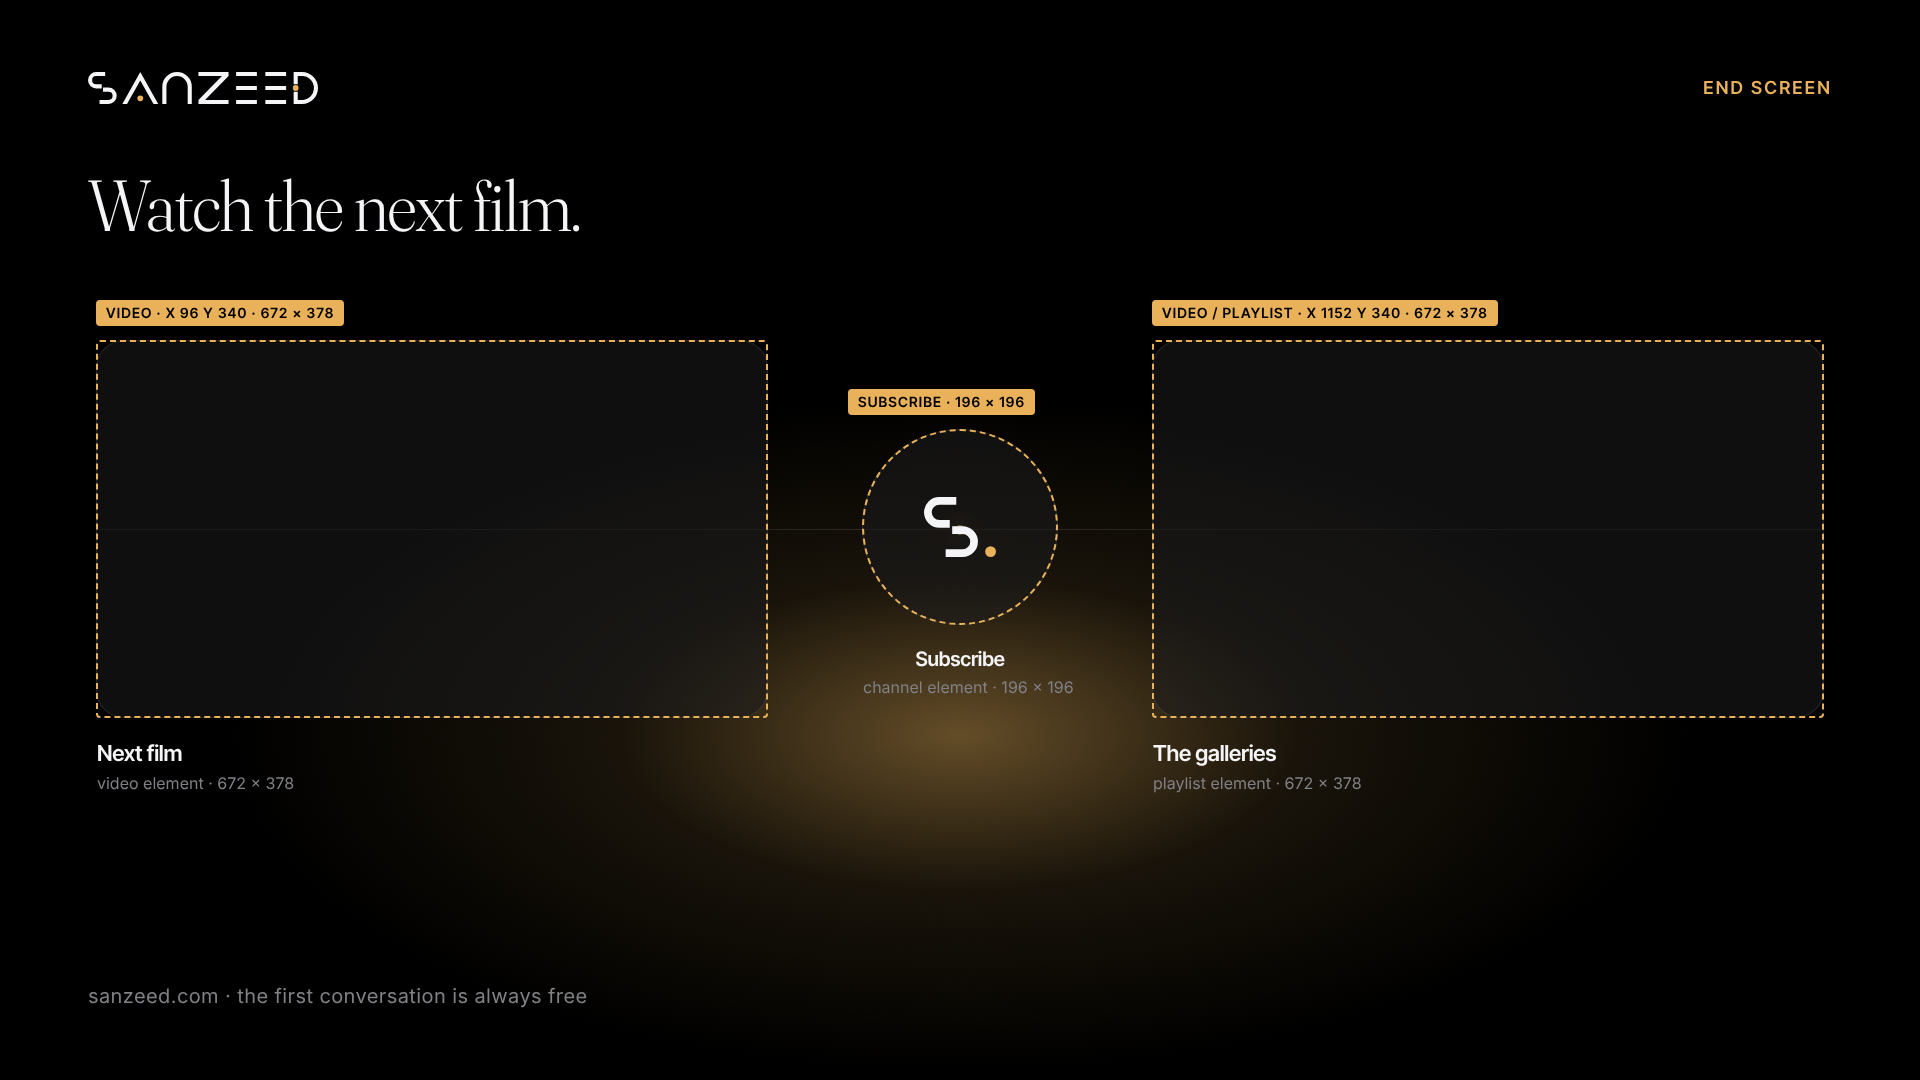 SANZEED
END SCREEN
Watch the next film.
VIDEO · X 96 Y 340 · 672 × 378
VIDEO / PLAYLIST · X 1152 Y 340 · 672 × 378
SUBSCRIBE · 196 × 196
S.
Subscribe
channel element · 196 × 196
Next film
video element · 672 × 378
The galleries
playlist element · 672 × 378
sanzeed.com · the first conversation is always free